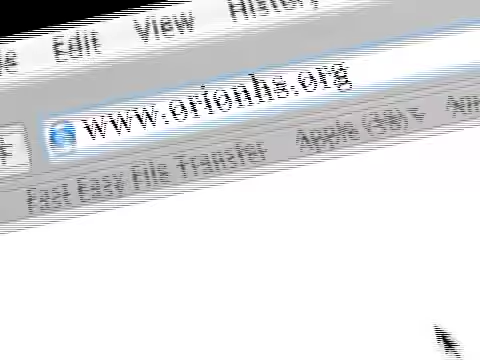 Edit View History
www.orionhs.org
Fast Easy File Transfer Apple (38)